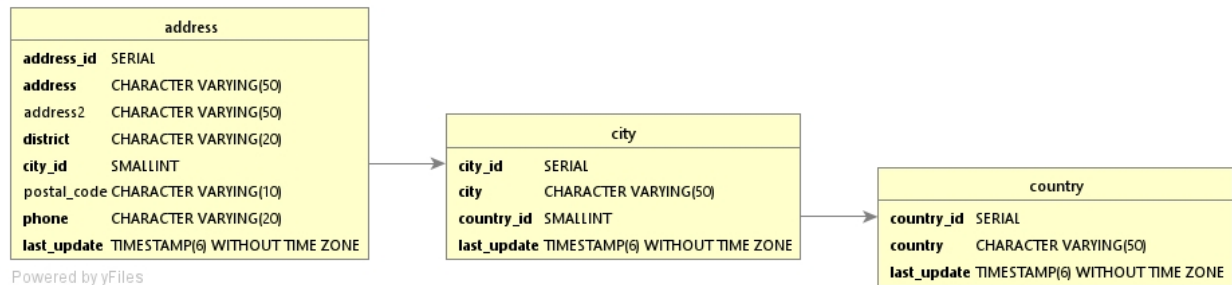 address
address_id SERIAL
address CHARACTER VARYING(50)
address2 CHARACTER VARYING(50)
district CHARACTER VARYING(20)
city_id SMALLINT
postal_code CHARACTER VARYING(10)
phone CHARACTER VARYING(20)
last_update TIMESTAMP(6) WITHOUT TIME ZONE
city
city_id SERIAL
city CHARACTER VARYING(50)
country_id SMALLINT
last_update TIMESTAMP(6) WITHOUT TIME ZONE
country
country_id SERIAL
country CHARACTER VARYING(50)
last_update TIMESTAMP(6) WITHOUT TIME ZONE
Powered by yFiles